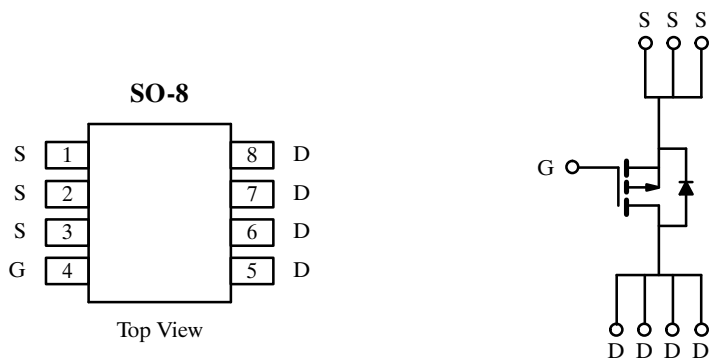 SO-8
S 1 8 D
S 2 7 D
S 3 6 D
G 4 5 D
Top View
S S S
G
D D D D